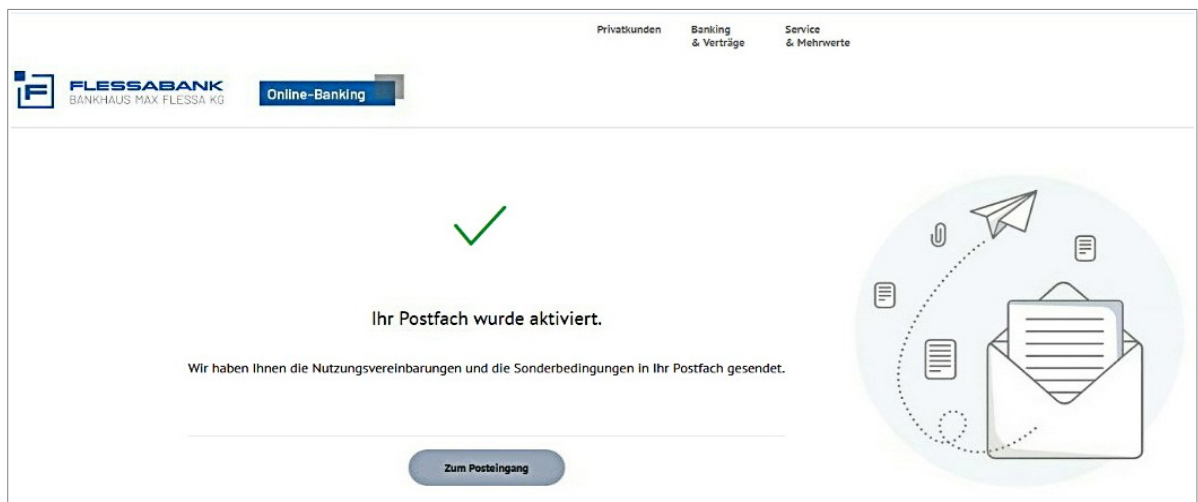 Privatkunden
Banking
& Verträge
Service
& Mehrwerte
FLESSABANK
BANKHAUS MAX FLESSA KG
Online-Banking
Ihr Postfach wurde aktiviert.
Wir haben Ihnen die Nutzungsvereinbarungen und die Sonderbedingungen in Ihr Postfach gesendet.
Zum Posteingang